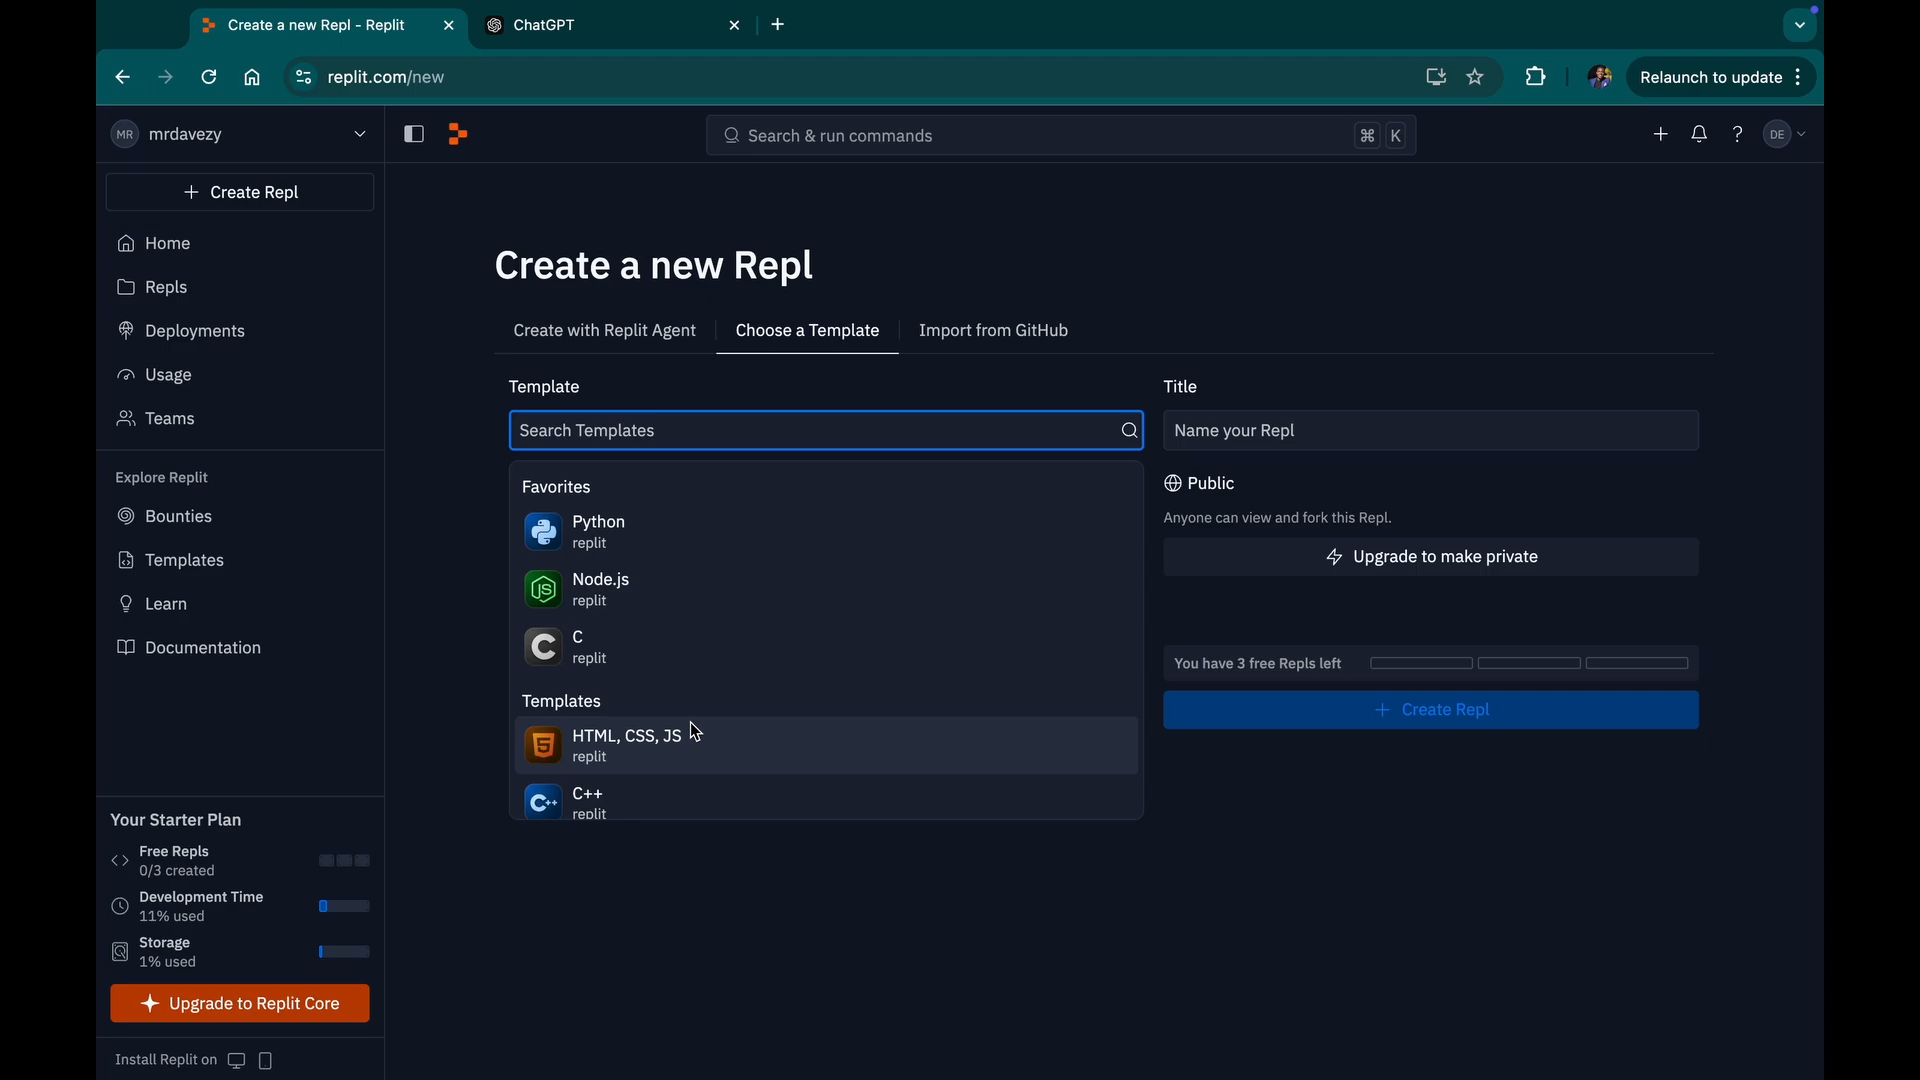 Create a new Repl - Replit
ChatGPT
replit.com/new
Relaunch to update
MR mrdavezy
Search & run commands
⌘ K
DE
+ Create Repl
Home
Repls
Deployments
Usage
Teams
Explore Replit
Bounties
Templates
Learn
Documentation
Your Starter Plan
Free Repls
0/3 created
Development Time
11% used
Storage
1% used
Upgrade to Replit Core
Install Replit on
Create a new Repl
Create with Replit Agent
Choose a Template
Import from GitHub
Template
Search Templates
Favorites
Python
replit
JS
Node.js
replit
C
C
replit
Templates
5
HTML, CSS, JS
replit
C++
C++
replit
Title
Name your Repl
Public
Anyone can view and fork this Repl.
Upgrade to make private
You have 3 free Repls left
+ Create Repl